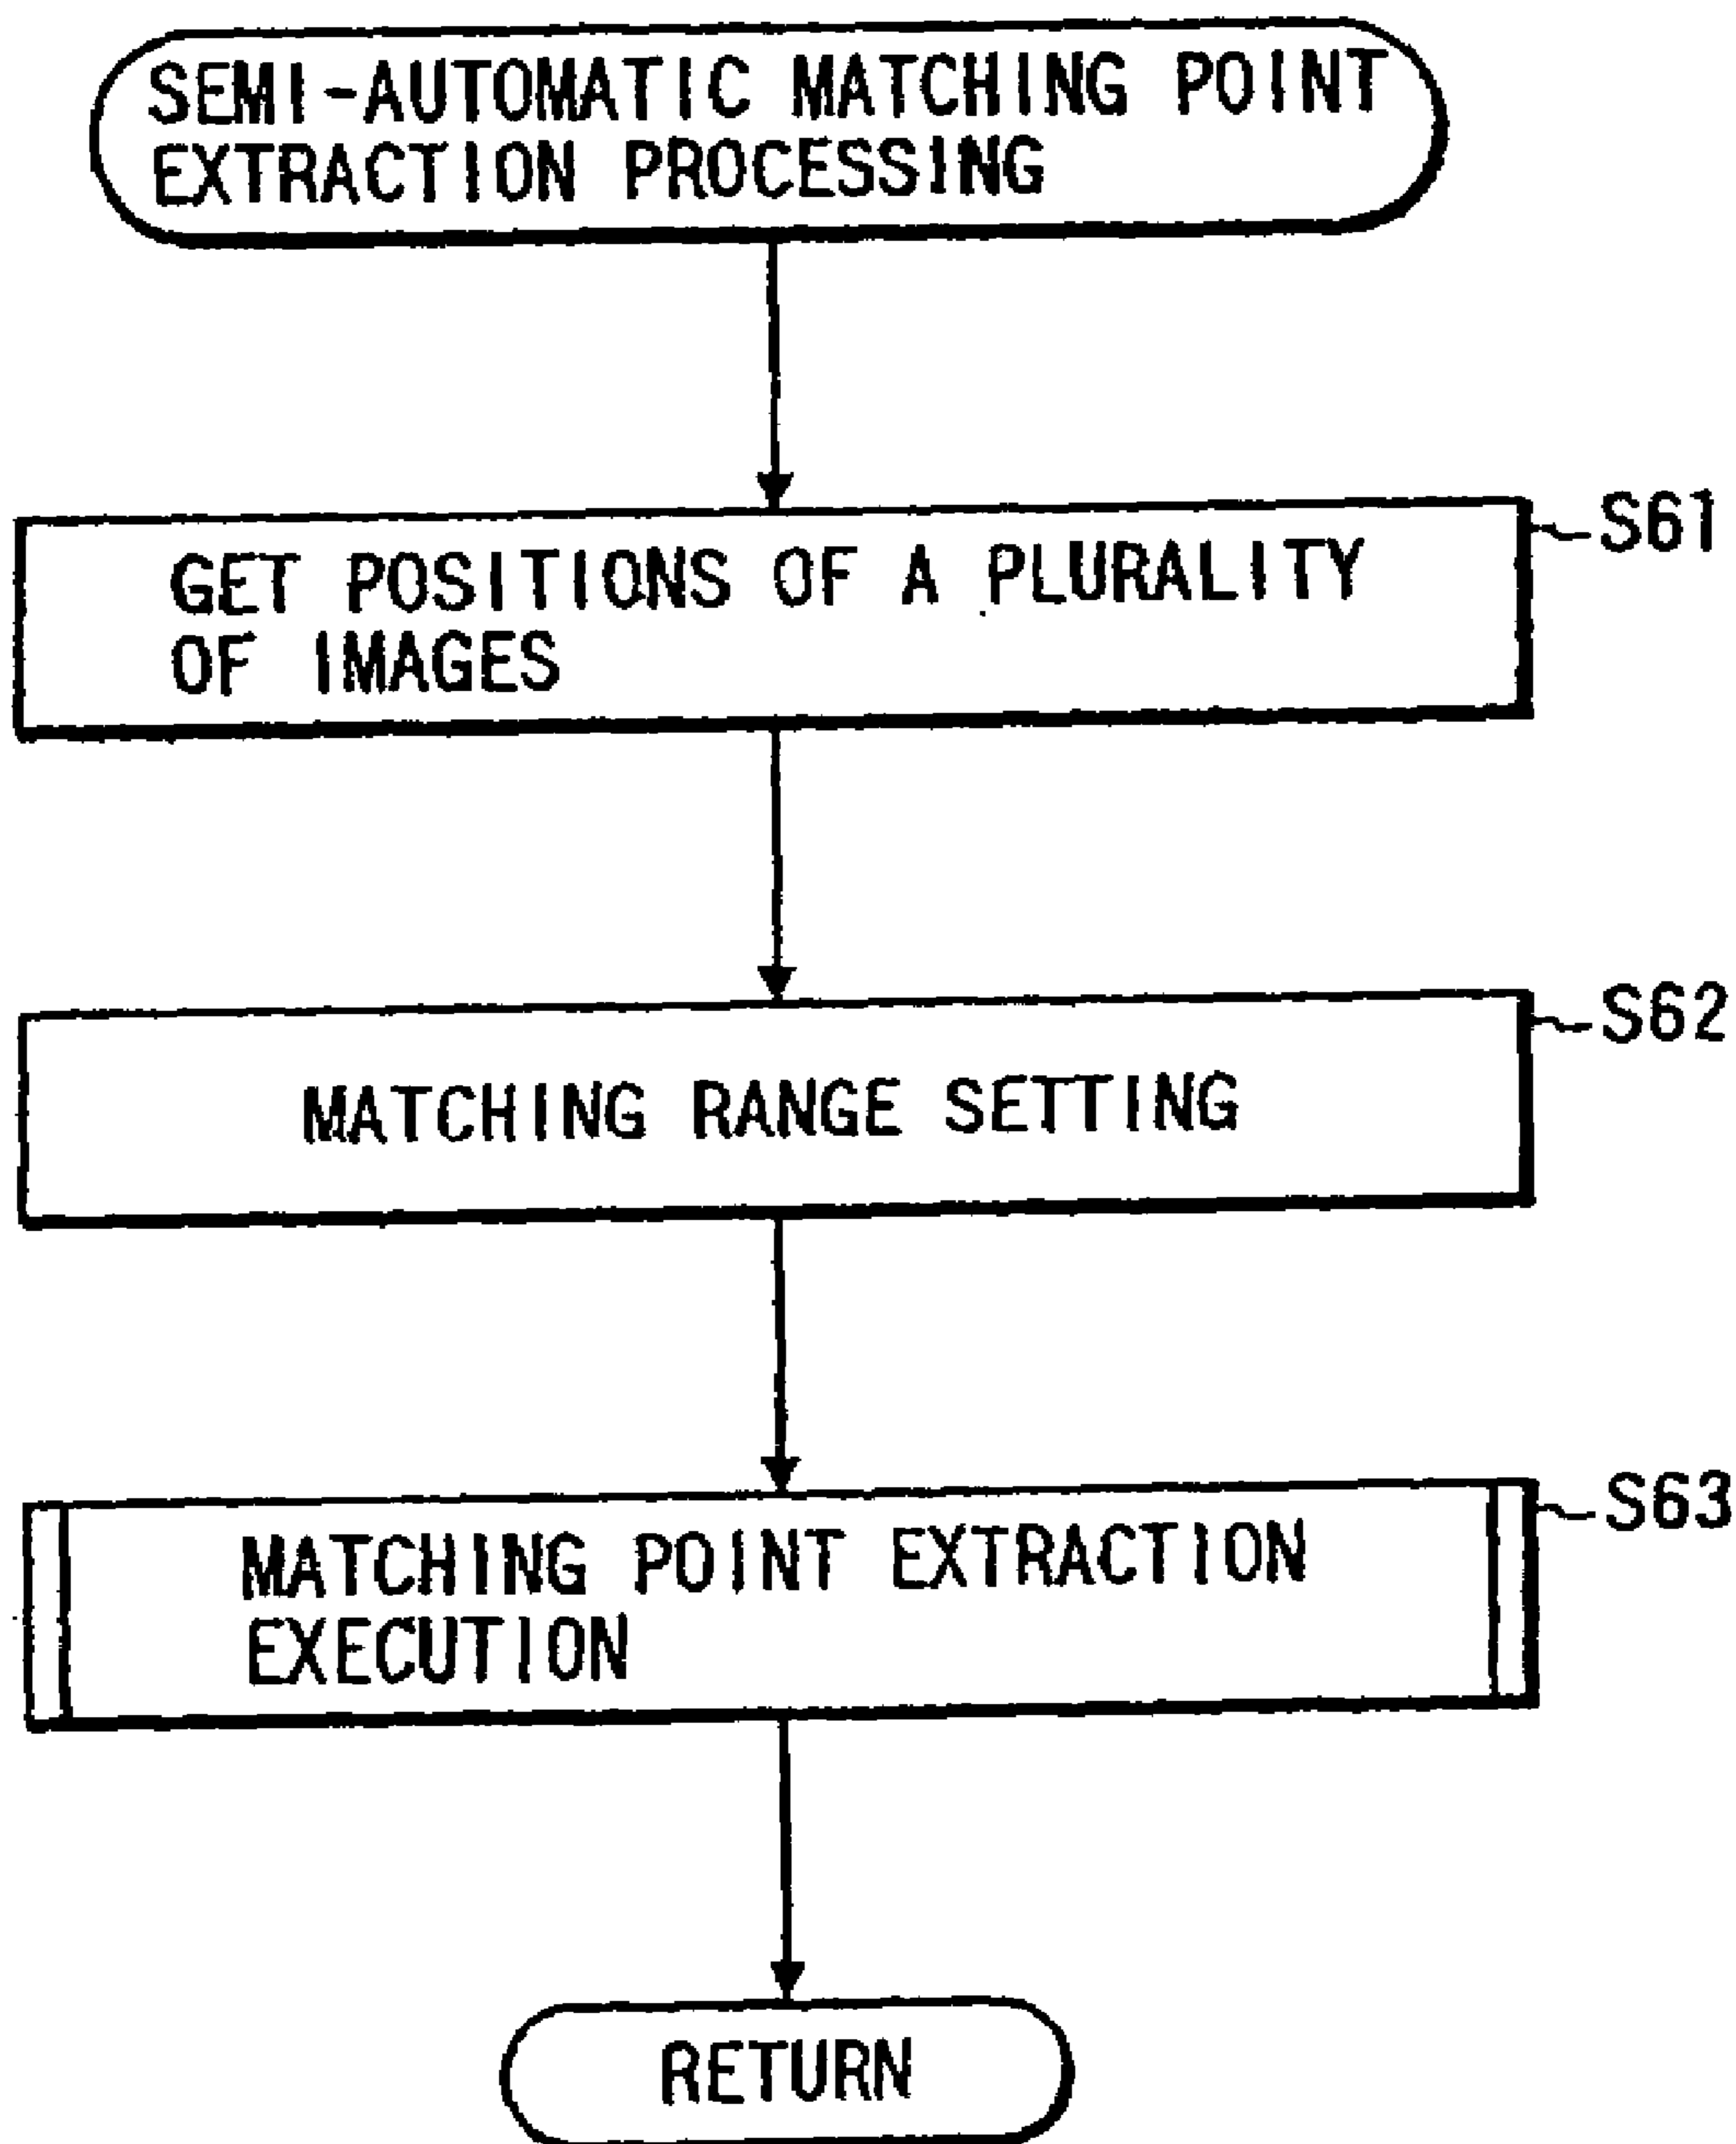 SEMI-AUTOMATIC MATCHING POINT
EXTRACTION PROCESSING
S61
GET POSITIONS OF A PLURALITY
OF IMAGES
S62
MATCHING RANGE SETTING
S63
MATCHING POINT EXTRACTION
EXECUTION
RETURN